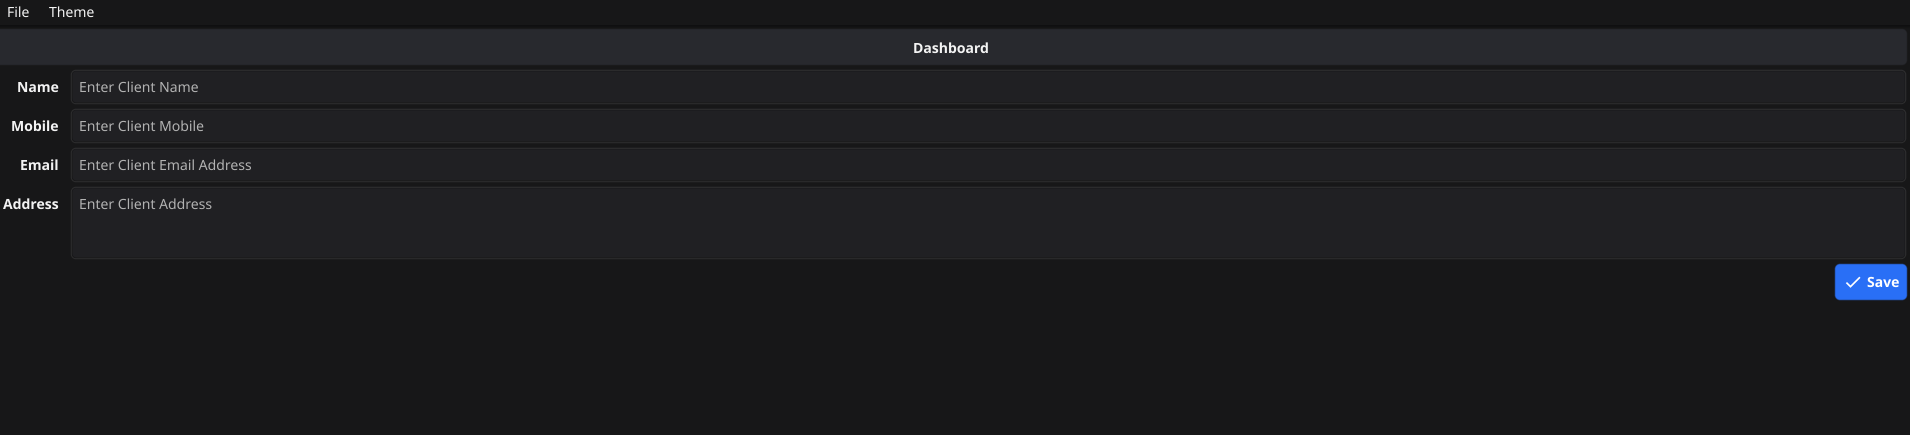 File Theme
Dashboard
Name Enter Client Name
Mobile Enter Client Mobile
Email Enter Client Email Address
Address Enter Client Address
Save